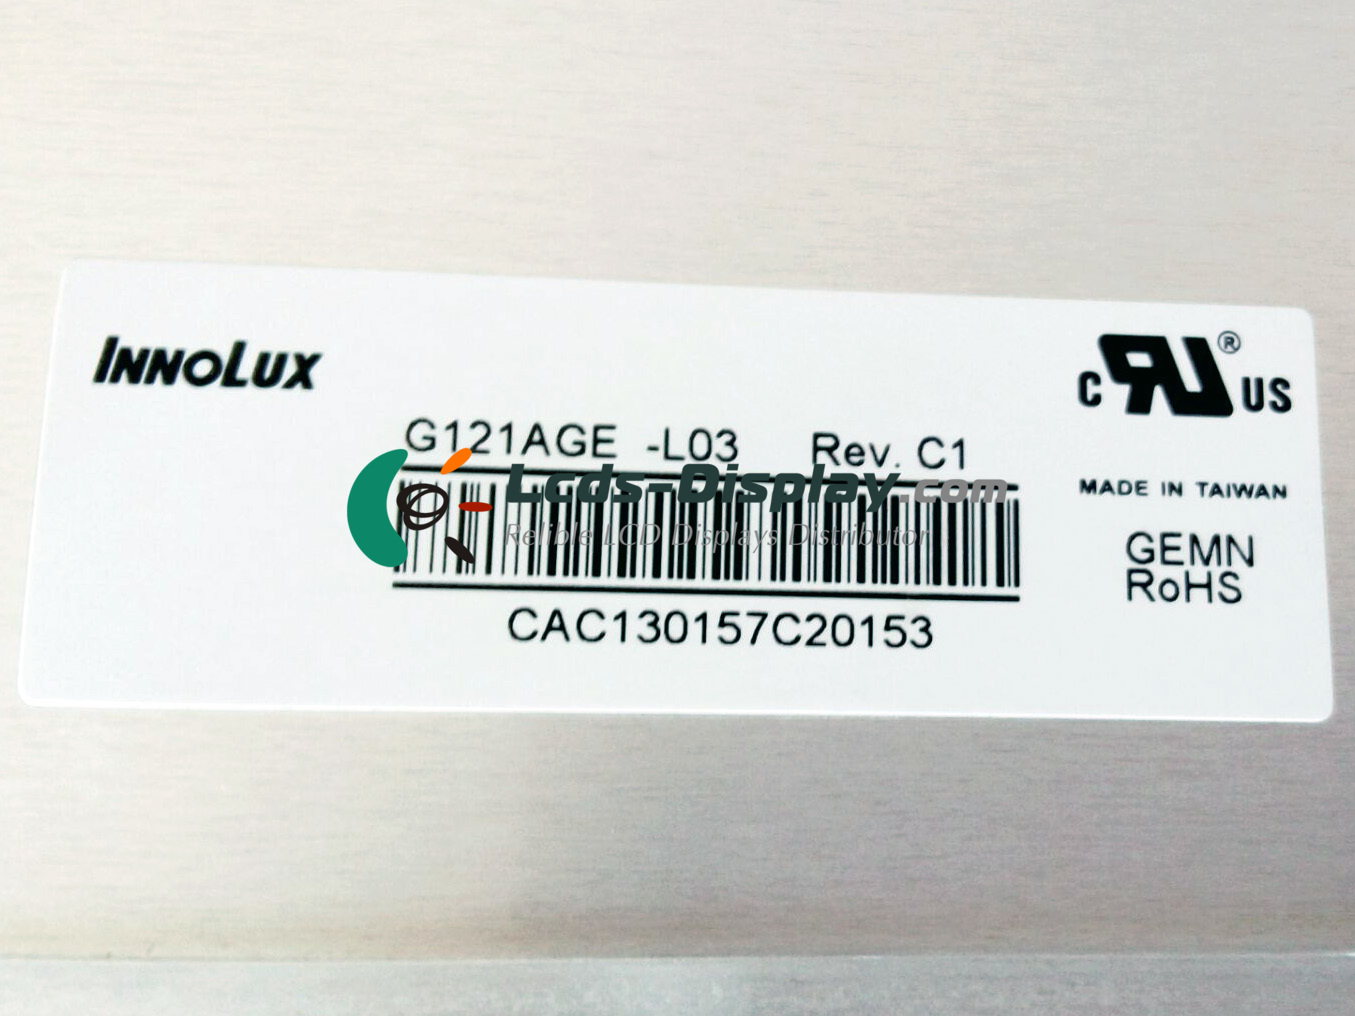 INNOLUX
G121AGE -L03 Rev. C1
Lcds-Display.com
Relible LCD Displays Distributor
CAC130157C20153
C RU ® US
MADE IN TAIWAN
GEMN
RoHS